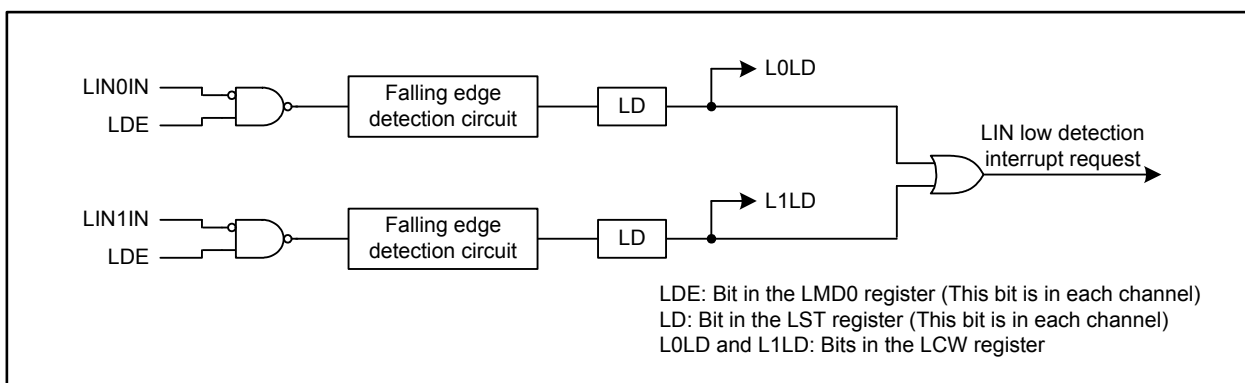 LIN0IN
LDE
Falling edge
detection circuit
LD
L0LD
LIN low detection
interrupt request
LIN1IN
LDE
Falling edge
detection circuit
LD
L1LD
LDE: Bit in the LMD0 register (This bit is in each channel)
LD: Bit in the LST register (This bit is in each channel)
L0LD and L1LD: Bits in the LCW register